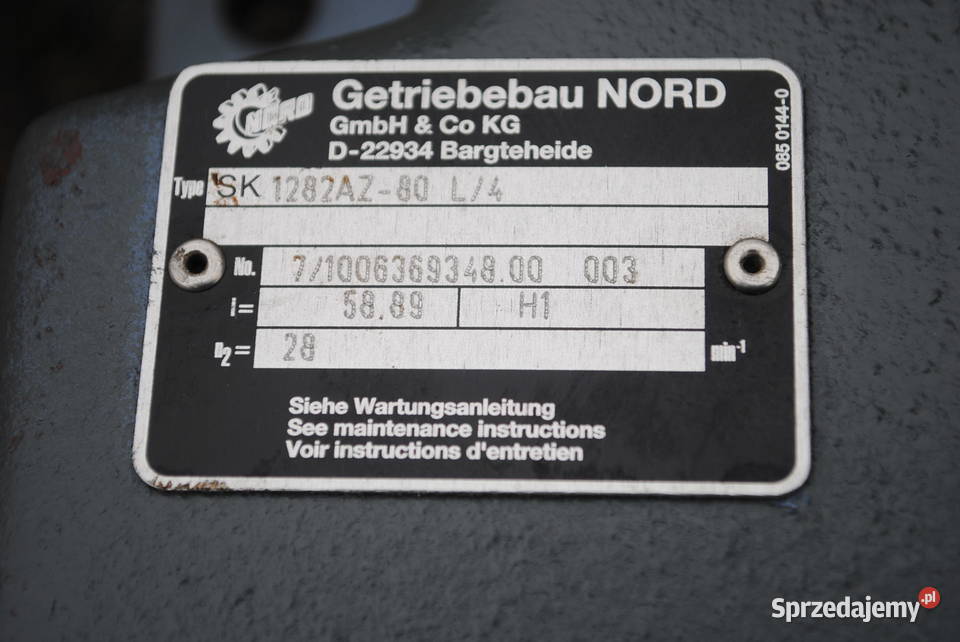 Getriebebau NORD
GmbH & Co KG
D-22934 Bargteheide
085 0144-0
Type SK 1282AZ-80 L/4
No. 7/1006369348.00 003
i= 58.89 H1
n2= 28 min-1
Siehe Wartungsanleitung
See maintenance instructions
Voir instructions d'entretien
Sprzedajemy.pl